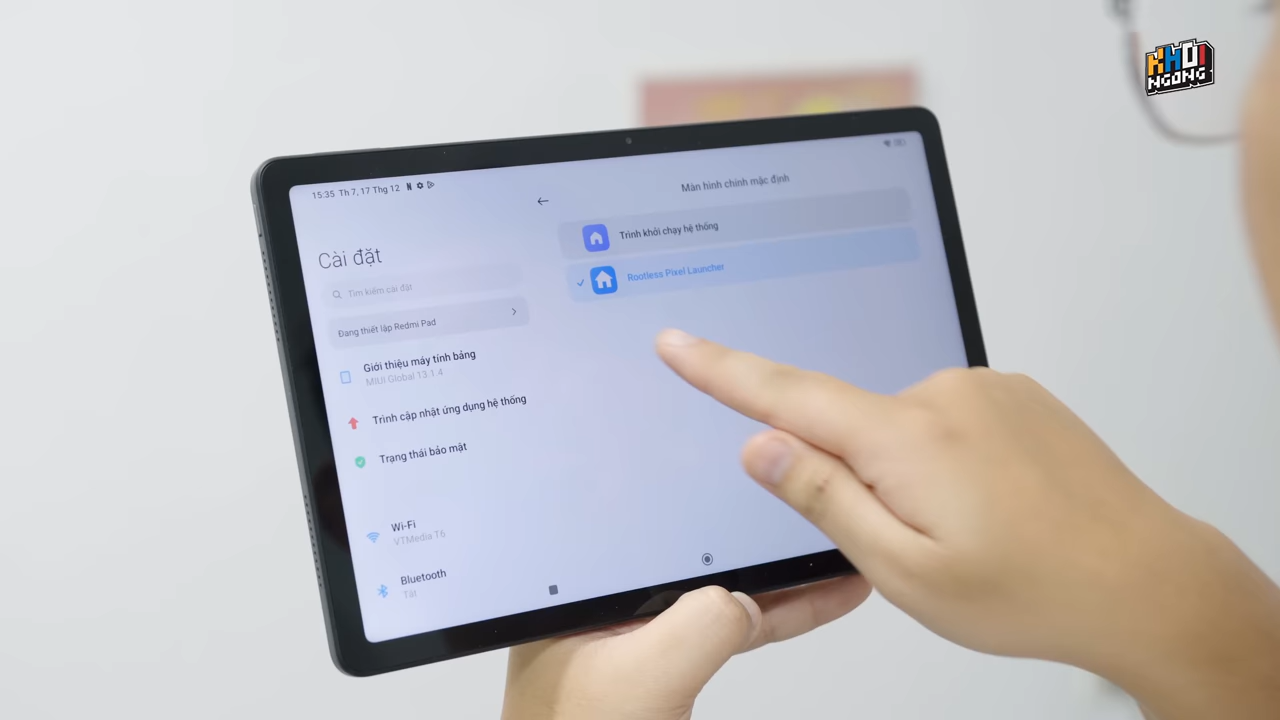 KHOI
NGONG
15:35 Th 7, 17 Thg 12
Cài đặt
Tìm kiếm cài đặt
Đang thiết lập Redmi Pad
Giới thiệu máy tính bảng
MIUI Global 13.1.4
Trình cập nhật ứng dụng hệ thống
Trạng thái bảo mật
Wi-Fi
VTMedia T6
Bluetooth
Tắt
Màn hình chính mặc định
Trình khởi chạy hệ thống
Rootless Pixel Launcher